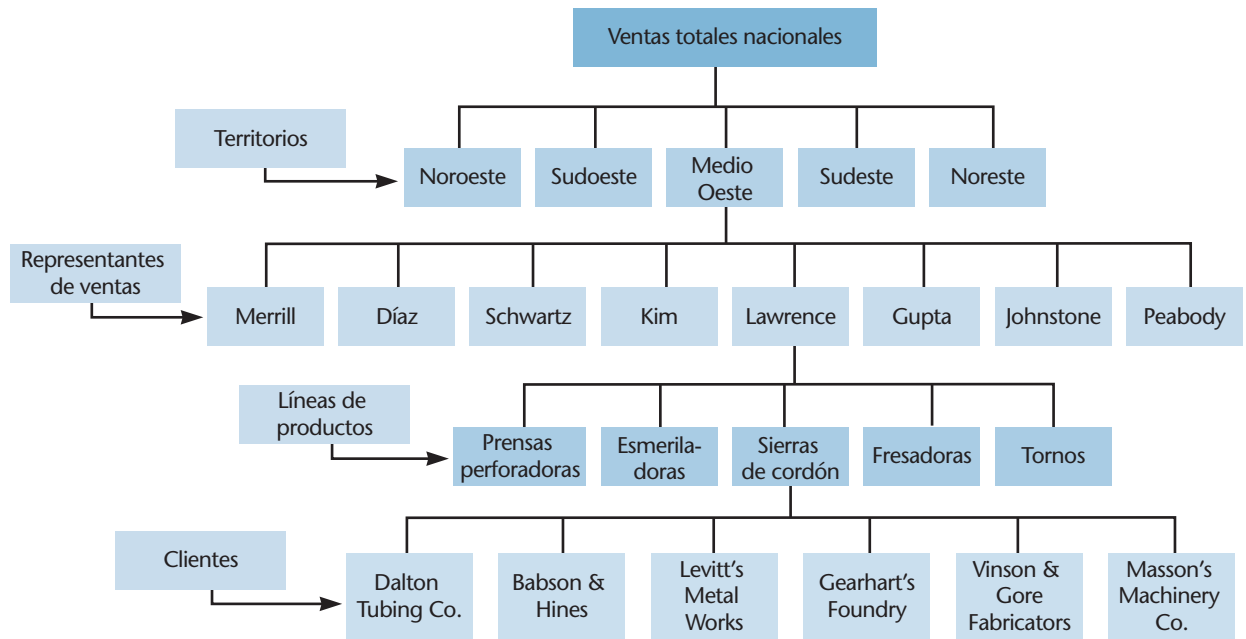 Ventas totales nacionales
Territorios
Noroeste
Sudoeste
Medio
Oeste
Sudeste
Noreste
Representantes
de ventas
Merrill
Díaz
Schwartz
Kim
Lawrence
Gupta
Johnstone
Peabody
Líneas de
productos
Prensas
perforadoras
Esmerila-
doras
Sierras
de cordón
Fresadoras
Tornos
Clientes
Dalton
Tubing Co.
Babson &
Hines
Levitt's
Metal
Works
Gearhart's
Foundry
Vinson &
Gore
Fabricators
Masson's
Machinery
Co.